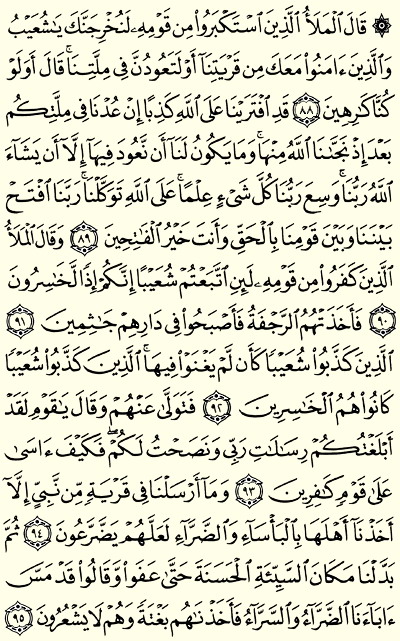 ۞ قَالَ ٱلْمَلَأُ ٱلَّذِينَ ٱسْتَكْبَرُوا۟ مِن قَوْمِهِۦ لَنُخْرِجَنَّكَ يَٰشُعَيْبُ
وَٱلَّذِينَ ءَامَنُوا۟ مَعَكَ مِن قَرْيَتِنَآ أَوْ لَتَعُودُنَّ فِى مِلَّتِنَا ۚ قَالَ أَوَلَوْ
كُنَّا كَٰرِهِينَ ٨٨ قَدِ ٱفْتَرَيْنَا عَلَى ٱللَّهِ كَذِبًا إِنْ عُدْنَا فِى مِلَّتِكُم
بَعْدَ إِذْ نَجَّىٰنَا ٱللَّهُ مِنْهَا ۚ وَمَا يَكُونُ لَنَآ أَن نَّعُودَ فِيهَآ إِلَّآ أَن يَشَآءَ
ٱللَّهُ رَبُّنَا ۚ وَسِعَ رَبُّنَا كُلَّ شَىْءٍ عِلْمًا ۚ عَلَى ٱللَّهِ تَوَكَّلْنَا ۚ رَبَّنَا ٱفْتَحْ
بَيْنَنَا وَبَيْنَ قَوْمِنَا بِٱلْحَقِّ وَأَنتَ خَيْرُ ٱلْفَٰتِحِينَ ٨٩ وَقَالَ ٱلْمَلَأُ
ٱلَّذِينَ كَفَرُوا۟ مِن قَوْمِهِۦ لَئِنِ ٱتَّبَعْتُمْ شُعَيْبًا إِنَّكُمْ إِذًا لَّخَٰسِرُونَ
٩٠ فَأَخَذَتْهُمُ ٱلرَّجْفَةُ فَأَصْبَحُوا۟ فِى دَارِهِمْ جَٰثِمِينَ ٩١
ٱلَّذِينَ كَذَّبُوا۟ شُعَيْبًا كَأَن لَّمْ يَغْنَوْا۟ فِيهَا ۚ ٱلَّذِينَ كَذَّبُوا۟ شُعَيْبًا
كَانُوا۟ هُمُ ٱلْخَٰسِرِينَ ٩٢ فَتَوَلَّىٰ عَنْهُمْ وَقَالَ يَٰقَوْمِ لَقَدْ
أَبْلَغْتُكُمْ رِسَٰلَٰتِ رَبِّى وَنَصَحْتُ لَكُمْ ۖ فَكَيْفَ ءَاسَىٰ
عَلَىٰ قَوْمٍ كَٰفِرِينَ ٩٣ وَمَآ أَرْسَلْنَا فِى قَرْيَةٍ مِّن نَّبِىٍّ إِلَّآ
أَخَذْنَآ أَهْلَهَا بِٱلْبَأْسَآءِ وَٱلضَّرَّآءِ لَعَلَّهُمْ يَضَّرَّعُونَ ٩٤ ثُمَّ
بَدَّلْنَا مَكَانَ ٱلسَّيِّئَةِ ٱلْحَسَنَةَ حَتَّىٰ عَفَوا۟ وَّقَالُوا۟ قَدْ مَسَّ
ءَابَآءَنَا ٱلضَّرَّآءُ وَٱلسَّرَّآءُ فَأَخَذْنَٰهُم بَغْتَةً وَهُمْ لَا يَشْعُرُونَ ٩٥